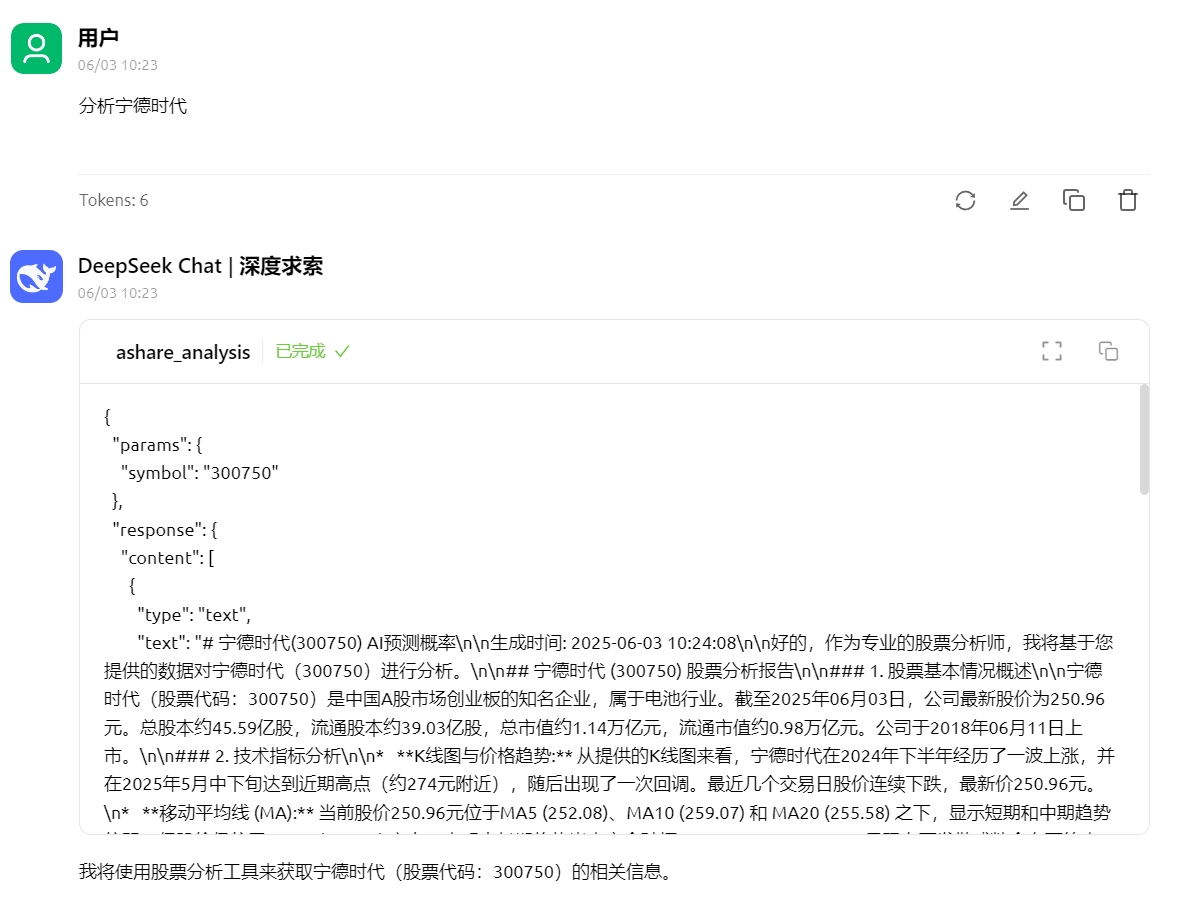 用户
06/03 10:23
分析宁德时代
Tokens: 6
DeepSeek Chat | 深度求索
06/03 10:23
ashare_analysis 已完成
{
"params": {
"symbol": "300750"
},
"response": {
"content": [
{
"type": "text",
"text": "# 宁德时代(300750) AI预测概率\n\n生成时间: 2025-06-03 10:24:08\n\n好的，作为专业的股票分析师，我将基于您
提供的数据对宁德时代（300750）进行分析。\n\n## 宁德时代 (300750) 股票分析报告\n\n### 1. 股票基本情况概述\n\n宁德
时代（股票代码：300750）是中国A股市场创业板的知名企业，属于电池行业。截至2025年06月03日，公司最新股价为250.96
元。总股本约45.59亿股，流通股本约39.03亿股，总市值约1.14万亿元，流通市值约0.98万亿元。公司于2018年06月11日上
市。\n\n### 2. 技术指标分析\n\n*   **K线图与价格趋势:** 从提供的K线图来看，宁德时代在2024年下半年经历了一波上涨，并
在2025年5月中下旬达到近期高点（约274元附近），随后出现了一次回调。最近几个交易日股价连续下跌，最新价250.96元。
\n*   **移动平均线 (MA):** 当前股价250.96元位于MA5 (252.08)、MA10 (259.07) 和 MA20 (255.58) 之下，显示短期和中期趋势
我将使用股票分析工具来获取宁德时代（股票代码：300750）的相关信息。